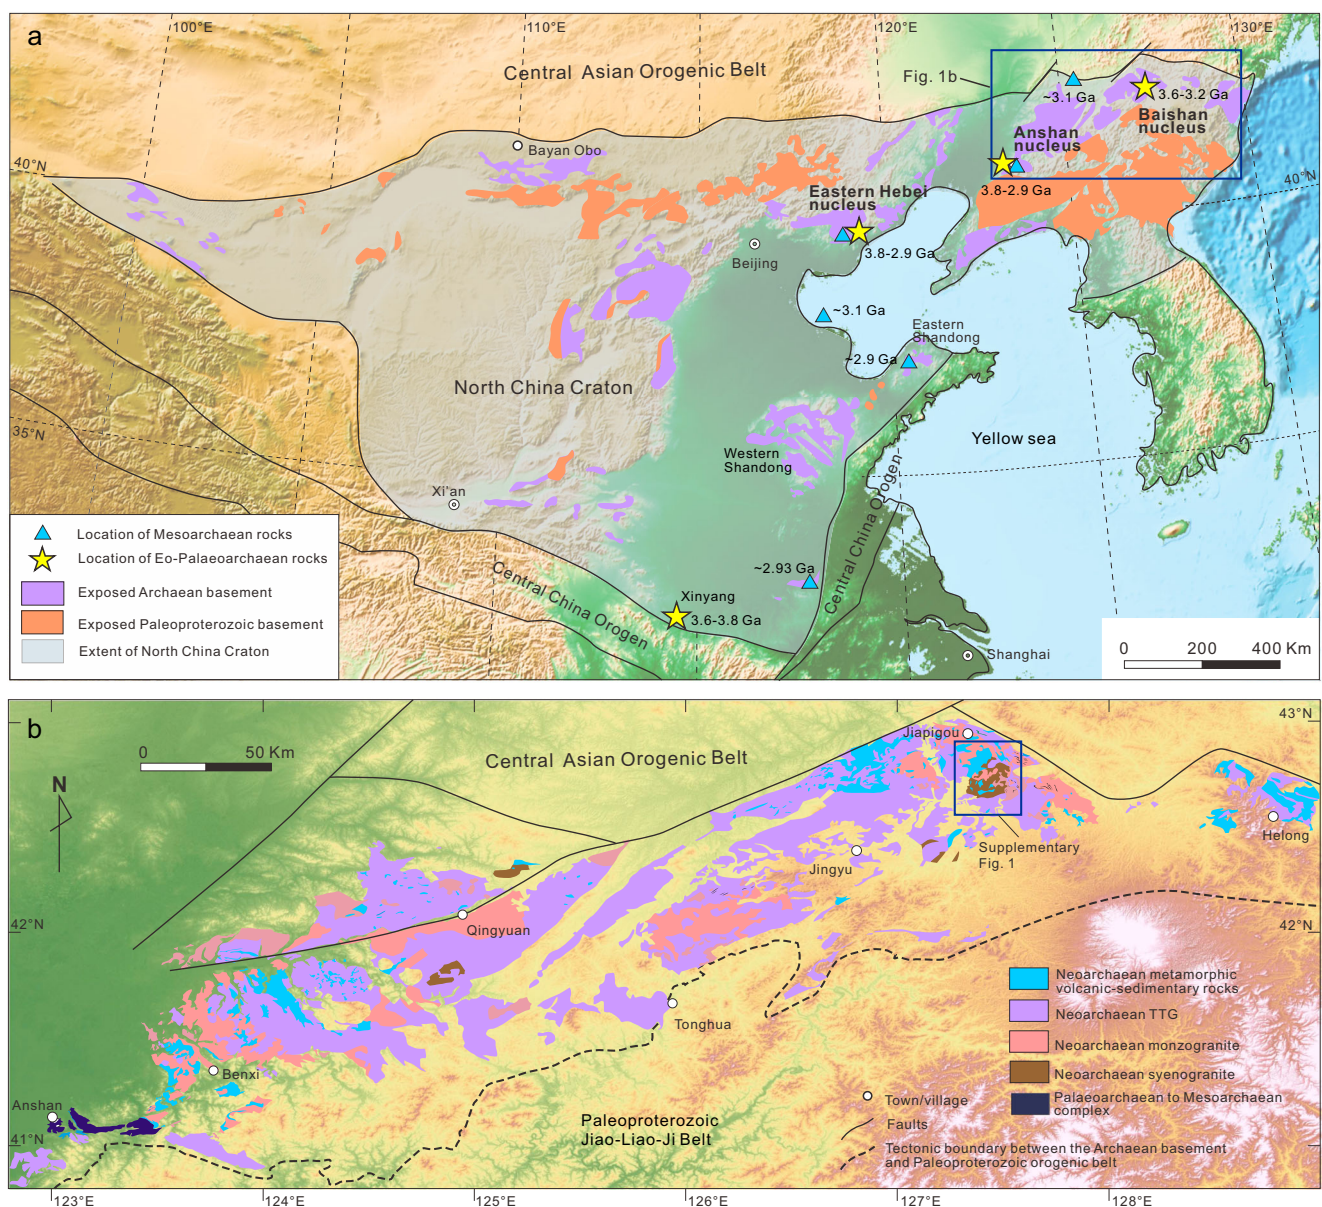 a
100°E
110°E
120°E
130°E
Central Asian Orogenic Belt
Fig. 1b
~3.1 Ga
3.6-3.2 Ga
Baishan
nucleus
Anshan
nucleus
Bayan Obo
40°N
40°N
3.8-2.9 Ga
Eastern Hebei
nucleus
Beijing
3.8-2.9 Ga
~3.1 Ga
Eastern
Shandong
~2.9 Ga
North China Craton
35°N
Yellow sea
Western
Shandong
Xi'an
Central China Orogen
~2.93 Ga
Central China Orogen
Xinyang
3.6-3.8 Ga
Shanghai
Location of Mesoarchaean rocks
Location of Eo-Palaeoarchaean rocks
Exposed Archaean basement
Exposed Paleoproterozoic basement
Extent of North China Craton
0 200 400 Km
b
43°N
0 50 Km
N
Central Asian Orogenic Belt
Jiapigou
Helong
Supplementary
Fig. 1
Jingyu
42°N
42°N
Qingyuan
Tonghua
Benxi
Anshan
41°N
Paleoproterozoic
Jiao-Liao-Ji Belt
Neoarchaean metamorphic
volcanic-sedimentary rocks
Neoarchaean TTG
Neoarchaean monzogranite
Neoarchaean syenogranite
Palaeoarchaean to Mesoarchaean
complex
Town/village
Faults
Tectonic boundary between the Archaean basement
and Paleoproterozoic orogenic belt
123°E
124°E
125°E
126°E
127°E
128°E